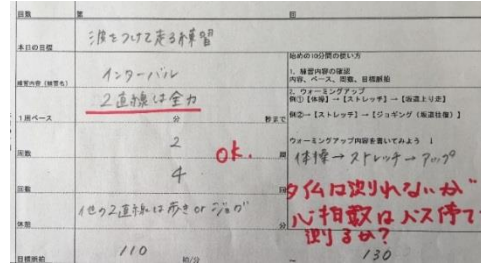 回数 第 回
本日の目標 波をつけて走る練習
始めの10分間の使い方
練習内容(練習名) インターバル
1. 練習内容の確認
内容、ペース、周数、目標脈拍
2直線は全力
2. ウォーミングアップ
例①【体操】→【ストレッチ】→【坂道上り走】
1周ペース 分 秒まで
例②→【ストレッチ】→【ジョギング(坂道往復)】
周数 2 周
ウォーミングアップ内容を書いてみよう!
OK.
体操→ストレッチ→アップ
回数 4 回
タイムは測れないが
休憩 他の2直線は歩きorジョグ 分
心拍数はバス停で
測るか?
目標脈拍 110 拍/分 ~ 130